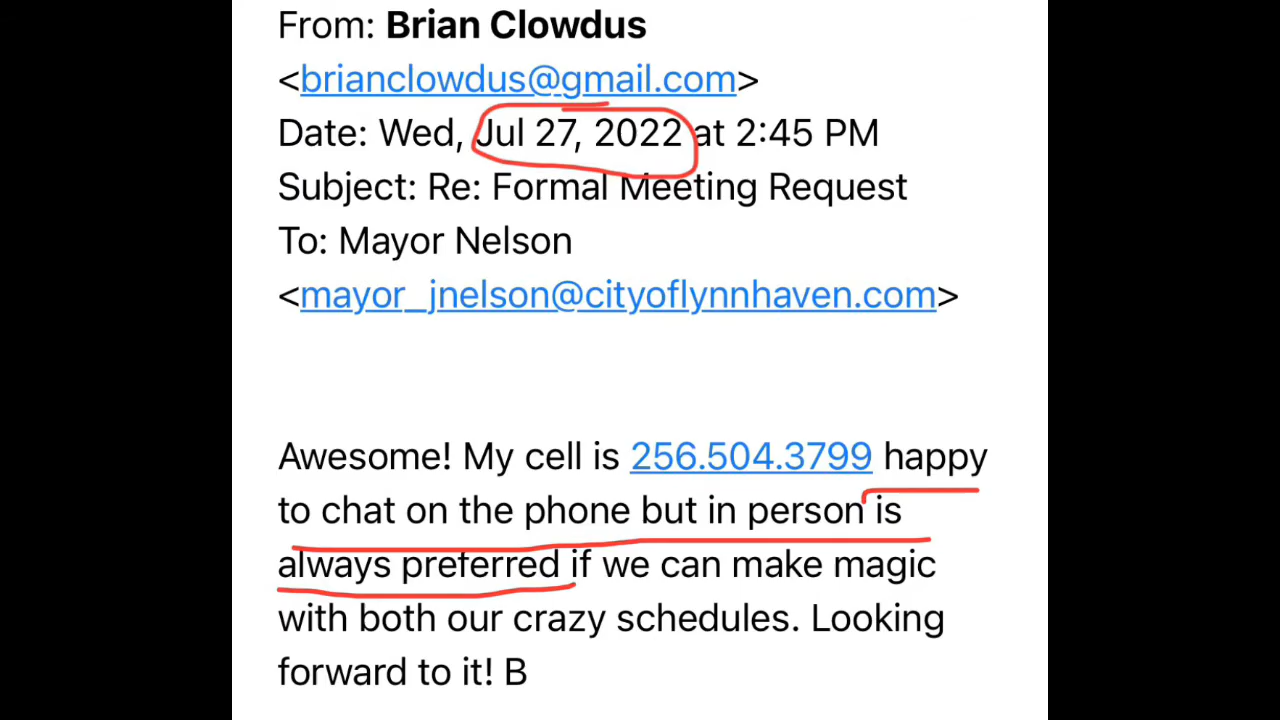 From: Brian Clowdus
<brianclowdus@gmail.com>
Date: Wed, Jul 27, 2022 at 2:45 PM
Subject: Re: Formal Meeting Request
To: Mayor Nelson
<mayor_jnelson@cityoflynnhaven.com>
Awesome! My cell is 256.504.3799 happy
to chat on the phone but in person is
always preferred if we can make magic
with both our crazy schedules. Looking
forward to it! B